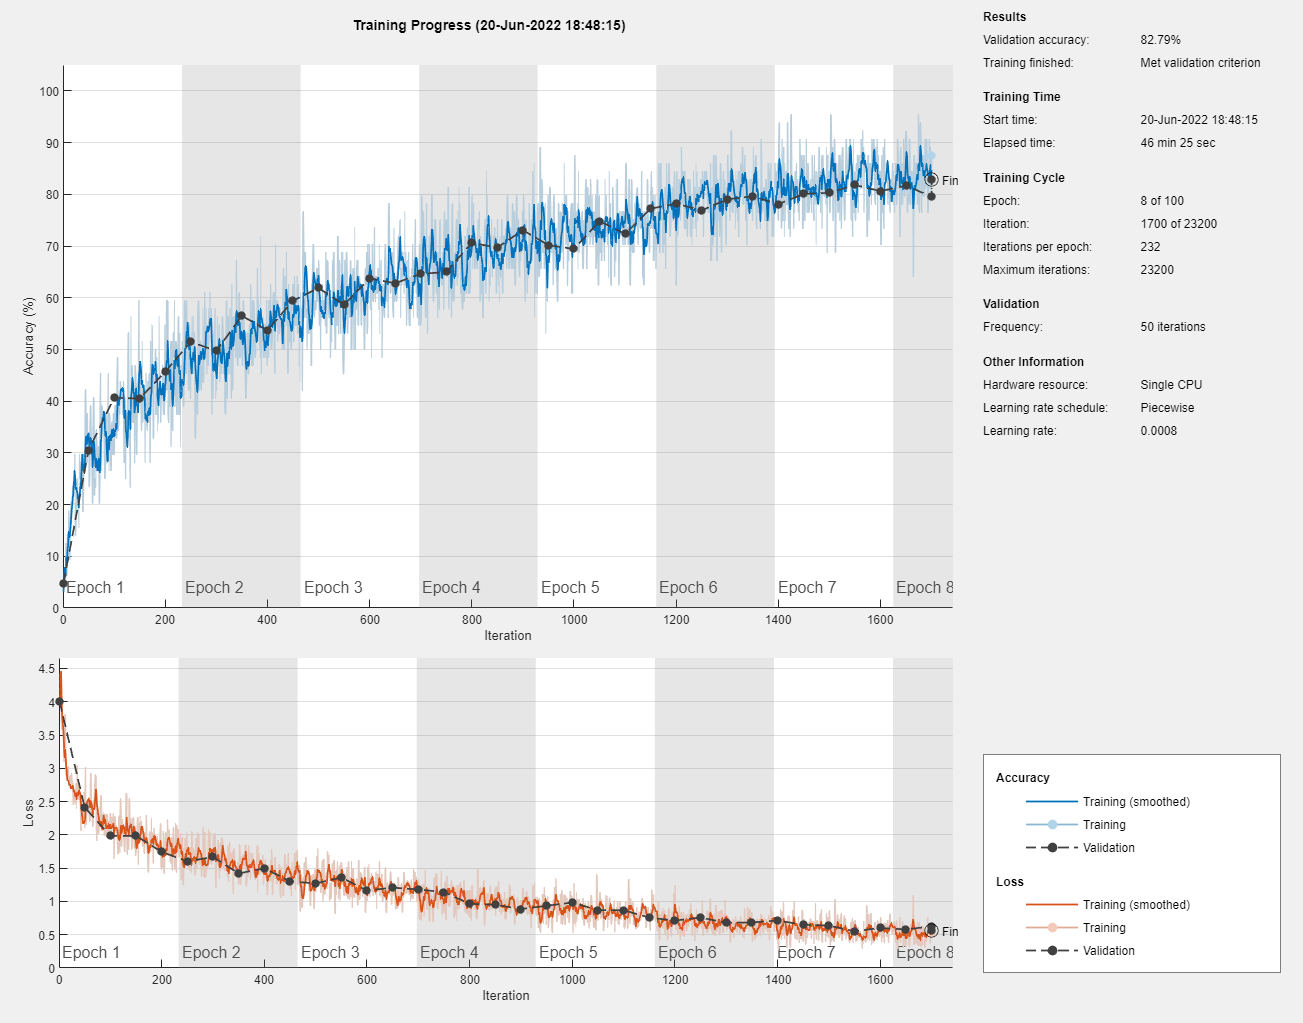 Training Progress (20-Jun-2022 18:48:15)
100
90
80
70
60
50
40
30
20
10
0
Accuracy (%)
Fin
Epoch 1 Epoch 2 Epoch 3 Epoch 4 Epoch 5 Epoch 6 Epoch 7 Epoch 8
0 200 400 600 800 1000 1200 1400 1600
Iteration
4.5
4
3.5
3
2.5
2
1.5
1
0.5
0
Loss
Fin
Epoch 1 Epoch 2 Epoch 3 Epoch 4 Epoch 5 Epoch 6 Epoch 7 Epoch 8
0 200 400 600 800 1000 1200 1400 1600
Iteration
Results
Validation accuracy: 82.79%
Training finished: Met validation criterion
Training Time
Start time: 20-Jun-2022 18:48:15
Elapsed time: 46 min 25 sec
Training Cycle
Epoch: 8 of 100
Iteration: 1700 of 23200
Iterations per epoch: 232
Maximum iterations: 23200
Validation
Frequency: 50 iterations
Other Information
Hardware resource: Single CPU
Learning rate schedule: Piecewise
Learning rate: 0.0008
Accuracy
Training (smoothed)
Training
Validation
Loss
Training (smoothed)
Training
Validation